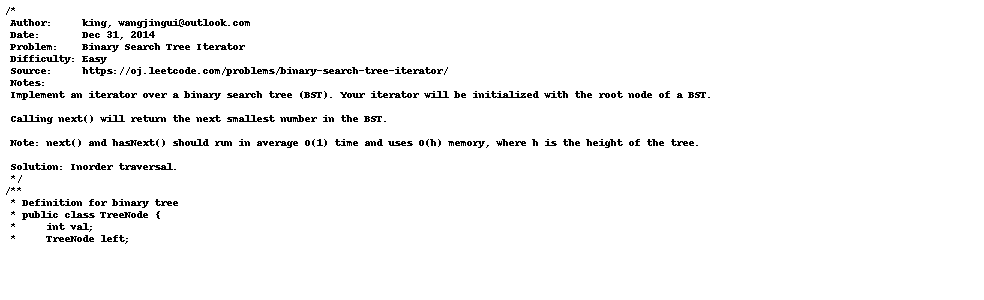 /*
 Author:     king, wangjingui@outlook.com
 Date:       Dec 31, 2014
 Problem:    Binary Search Tree Iterator
 Difficulty: Easy
 Source:     https://oj.leetcode.com/problems/binary-search-tree-iterator/
 Notes:
 Implement an iterator over a binary search tree (BST). Your iterator will be initialized with the root node of a BST.
 Calling next() will return the next smallest number in the BST.
 Note: next() and hasNext() should run in average O(1) time and uses O(h) memory, where h is the height of the tree.
 Solution: Inorder traversal.
 */
/**
 * Definition for binary tree
 * public class TreeNode {
 *     int val;
 *     TreeNode left;